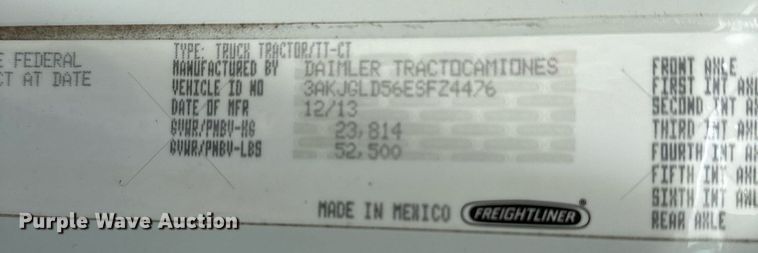 E FEDERAL
CT AT DATE
TYPE: TRUCK TRACTOR/TT-CT
MANUFACTURED BY DAIMLER TRACTOCAMIONES
VEHICLE ID NO 3AKJGLD56ESFZ4476
DATE OF MFR 12/13
GVWR/PNBV-KG 23,814
GVWR/PNBV-LBS 52,500
MADE IN MEXICO FREIGHTLINER®
FRONT AXLE
FIRST INT AXL
SECOND INT AX
THIRD INT AX
FOURTH INT AX
FIFTH INT AX
SIXTH INT AXL
REAR AXLE
Purple Wave Auction